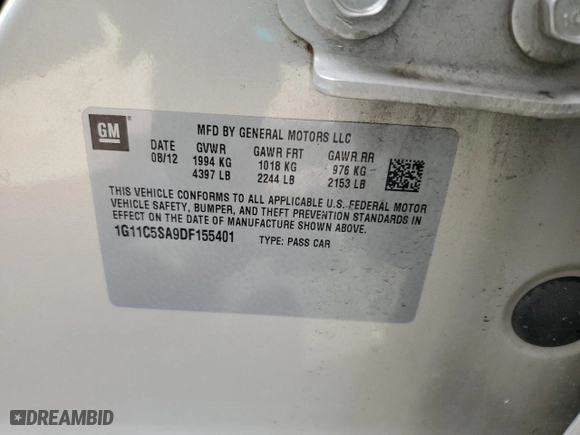 GM
MFD BY GENERAL MOTORS LLC
DATE GVWR GAWR FRT GAWR RR
08/12 1994 KG 1018 KG 976 KG
4397 LB 2244 LB 2153 LB
THIS VEHICLE CONFORMS TO ALL APPLICABLE U.S. FEDERAL MOTOR
VEHICLE SAFETY, BUMPER, AND THEFT PREVENTION STANDARDS IN
EFFECT ON THE DATE OF MANUFACTURE SHOWN ABOVE.
1G11C5SA9DF155401 TYPE: PASS CAR
DREAMBID